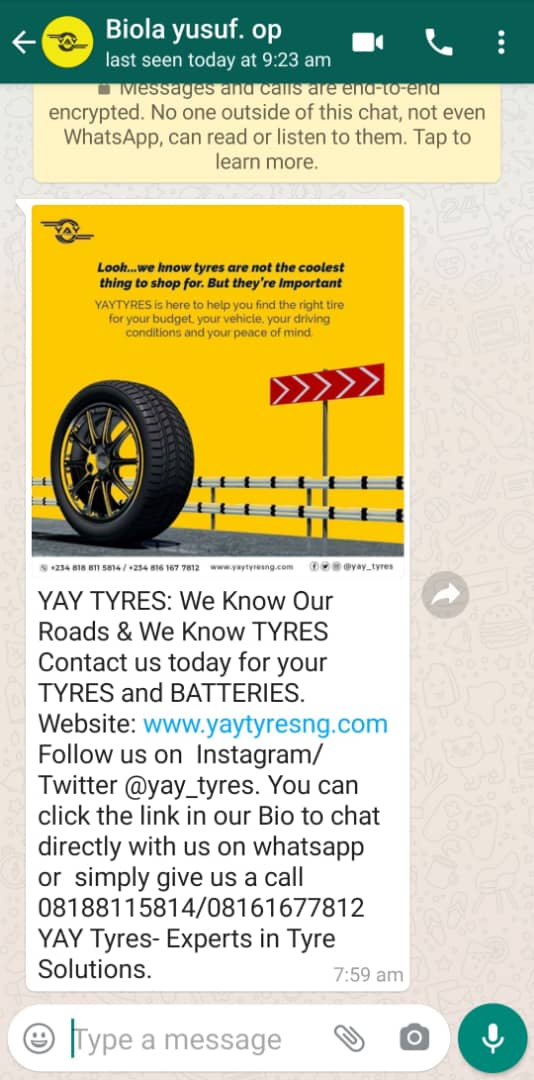 Biola yusuf. op
last seen today at 9:23 am
Messages and calls are end-to-end
encrypted. No one outside of this chat, not even
WhatsApp, can read or listen to them. Tap to
learn more.
YAY
Look...we know tyres are not the coolest
thing to shop for. But they're Important
YAYTYRES is here to help you find the right tire
for your budget, your vehicle, your driving
conditions and your peace of mind.
+234 818 811 5814 / +234 816 167 7812 www.yaytyresng.com @yay_tyres
YAY TYRES: We Know Our
Roads & We Know TYRES
Contact us today for your
TYRES and BATTERIES.
Website: www.yaytyresng.com
Follow us on Instagram/
Twitter @yay_tyres. You can
click the link in our Bio to chat
directly with us on whatsapp
or simply give us a call
08188115814/08161677812
YAY Tyres- Experts in Tyre
Solutions.
7:59 am
Type a message